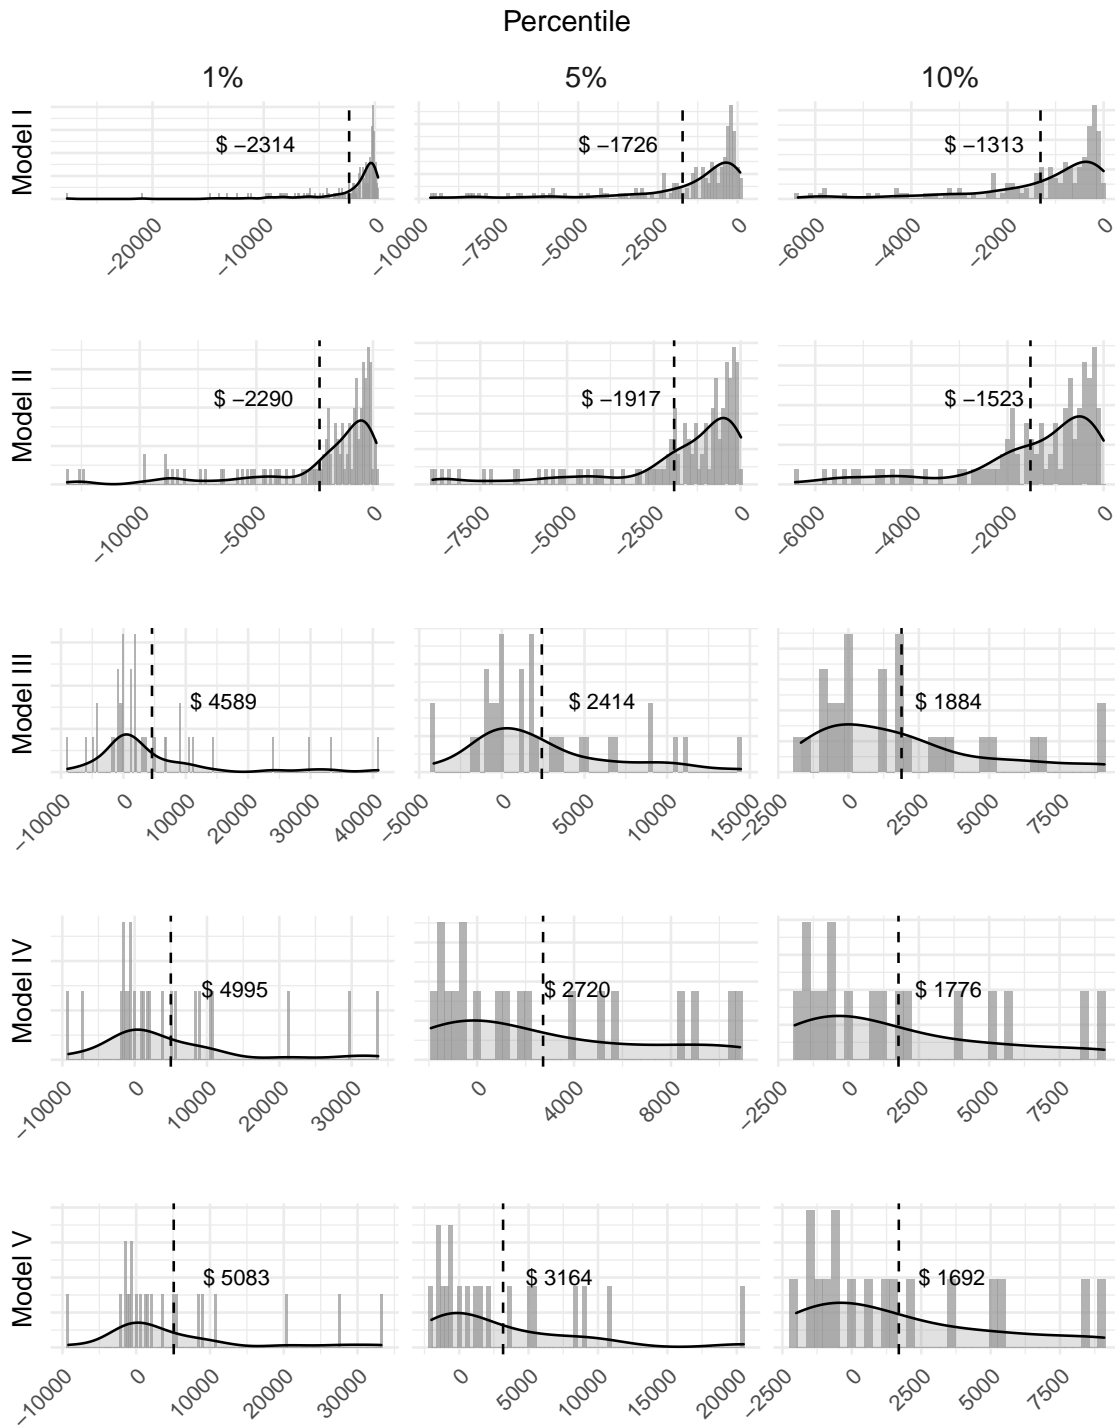 Percentile
1% 5% 10%
Model I
$ −2314 $ −1726 $ −1313
−20000 −10000 0 −10000 −7500 −5000 −2500 0 −6000 −4000 −2000 0
Model II
$ −2290 $ −1917 $ −1523
−10000 −5000 0 −7500 −5000 −2500 0 −6000 −4000 −2000 0
Model III
$ 4589 $ 2414 $ 1884
−10000 0 10000 20000 30000 40000 −5000 0 5000 10000 15000 −2500 0 2500 5000 7500
Model IV
$ 4995 $ 2720 $ 1776
−10000 0 10000 20000 30000 0 4000 8000 −2500 0 2500 5000 7500
Model V
$ 5083 $ 3164 $ 1692
−10000 0 10000 20000 30000 0 5000 10000 15000 20000 −2500 0 2500 5000 7500